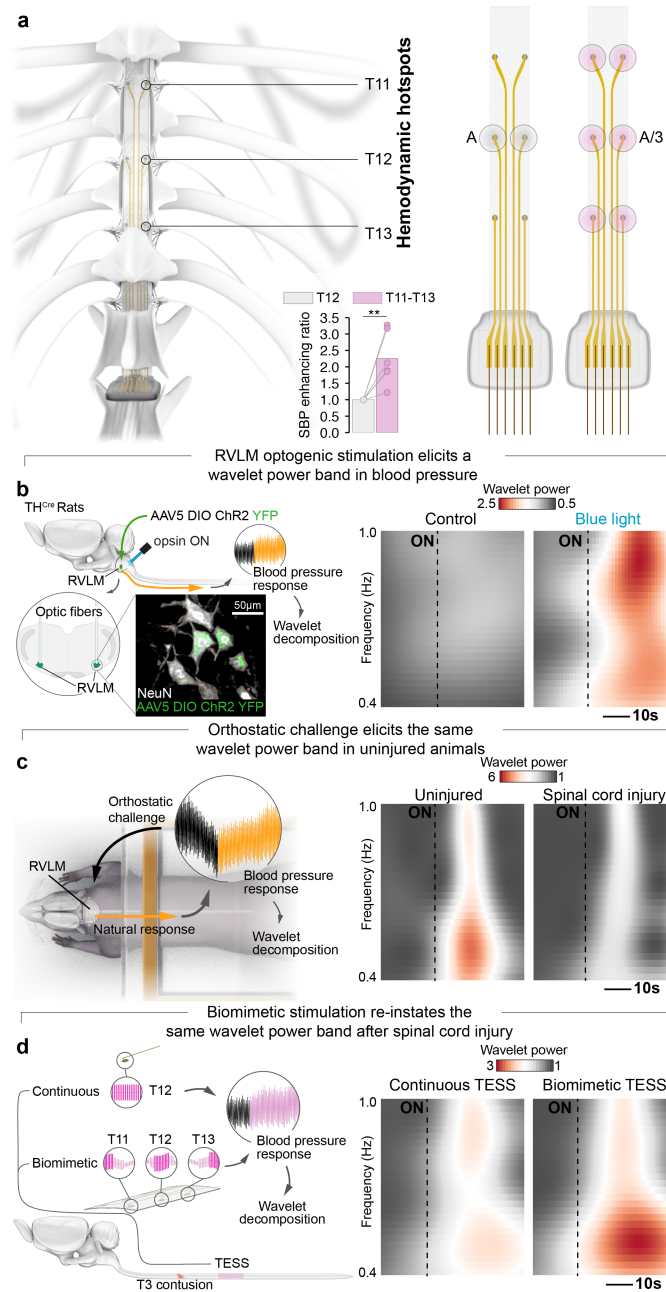 a
T11
T12
T13
Hemodynamic hotspots
A
A/3
T12
T11-T13
**
SBP enhancing ratio
3.5
3.0
2.5
2.0
1.5
1.0
0.5
0.0
RVLM optogenic stimulation elicits a
wavelet power band in blood pressure
b
THCre Rats
AAV5 DIO ChR2 YFP
opsin ON
RVLM
Blood pressure
response
Wavelet
decomposition
Optic fibers
RVLM
50µm
NeuN
AAV5 DIO ChR2 YFP
Wavelet power
2.5
0.5
Control
Blue light
1.0
ON
ON
Frequency (Hz)
0.4
10s
Orthostatic challenge elicits the same
wavelet power band in uninjured animals
c
Orthostatic
challenge
RVLM
Natural response
Blood pressure
response
Wavelet
decomposition
Wavelet power
6
1
Uninjured
Spinal cord injury
1.0
ON
ON
Frequency (Hz)
0.4
10s
Biomimetic stimulation re-instates the
same wavelet power band after spinal cord injury
d
Continuous
T12
T11
T12
T13
Biomimetic
Blood pressure
response
Wavelet
decomposition
TESS
T3 contusion
Wavelet power
3
1
Continuous TESS
Biomimetic TESS
1.0
ON
ON
Frequency (Hz)
0.4
10s